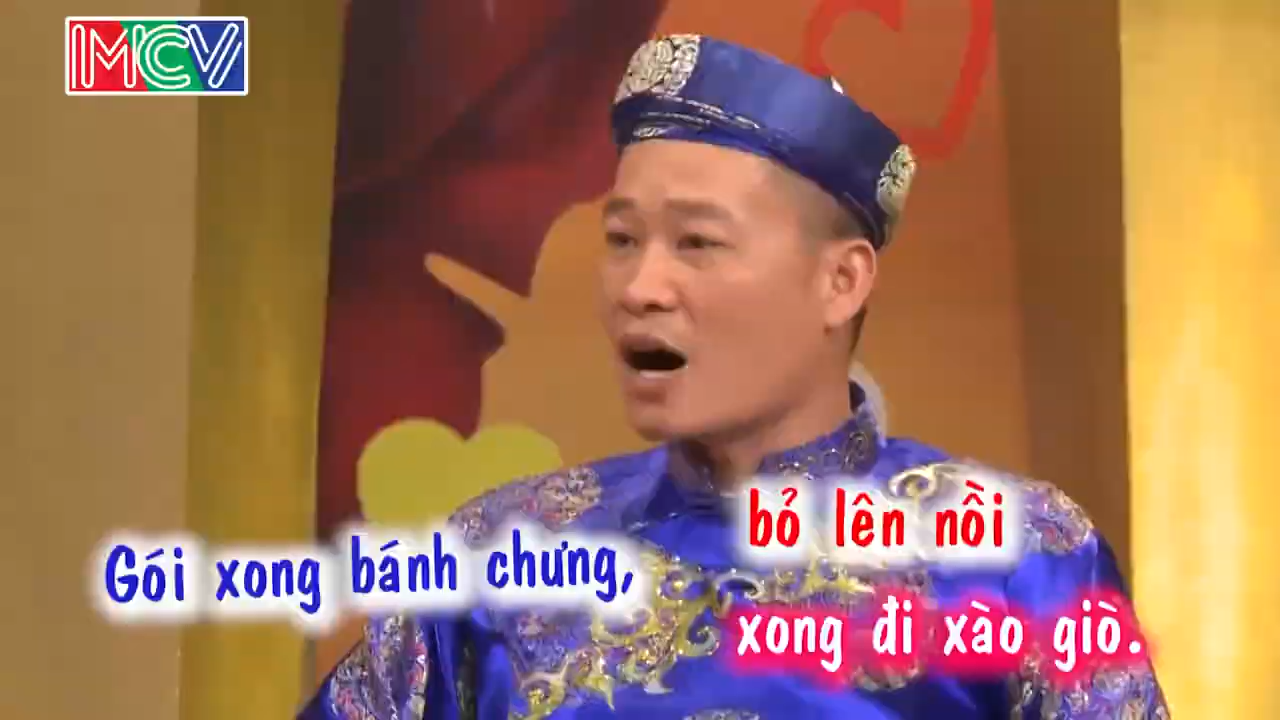 MCV
Gói xong bánh chưng,
bỏ lên nồi
xong đi xào giò.